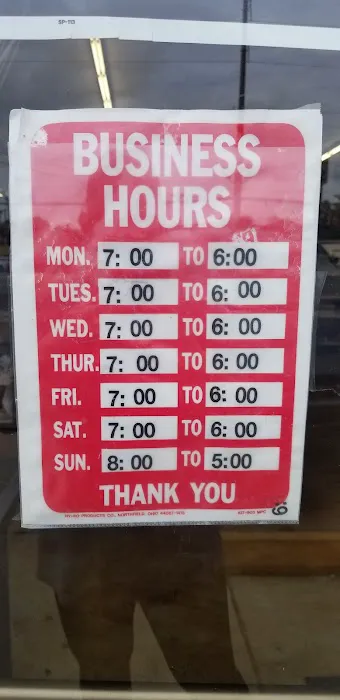 SP-113
BUSINESS
HOURS
MON. 7: 00 TO 6:00
TUES. 7: 00 TO 6: 00
WED. 7: 00 TO 6: 00
THUR. 7: 00 TO 6: 00
FRI. 7: 00 TO 6: 00
SAT. 7: 00 TO 6: 00
SUN. 8: 00 TO 5:00
THANK YOU